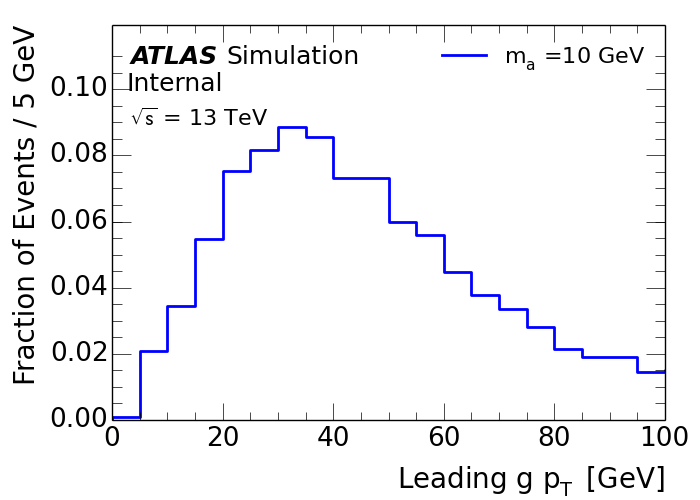 ATLAS Simulation
Internal
√s = 13 TeV
m_a =10 GeV
Fraction of Events / 5 GeV
0.10
0.08
0.06
0.04
0.02
0.00
0 20 40 60 80 100
Leading g p_T [GeV]